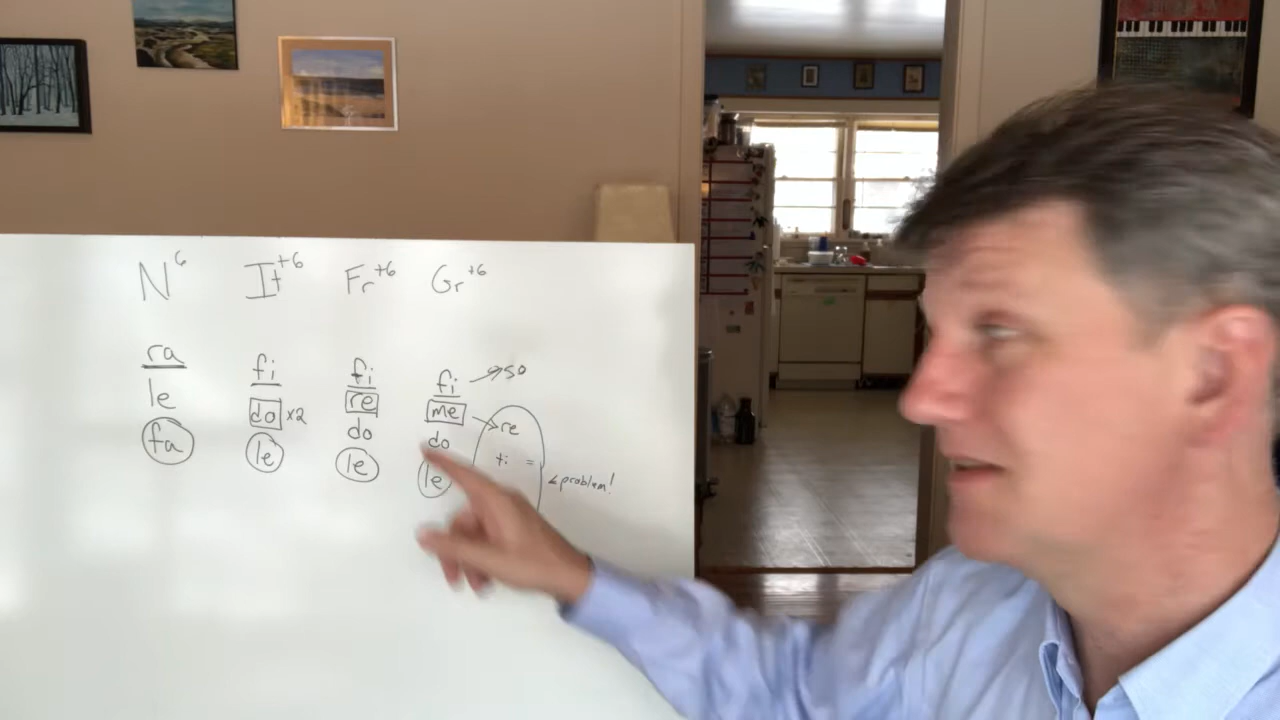 N⁶ It⁺⁶ Fr⁺⁶ Gr⁺⁶
ra fi fi fi → so
le do x2 re me → re
fa le le do do ti =
le < problem!